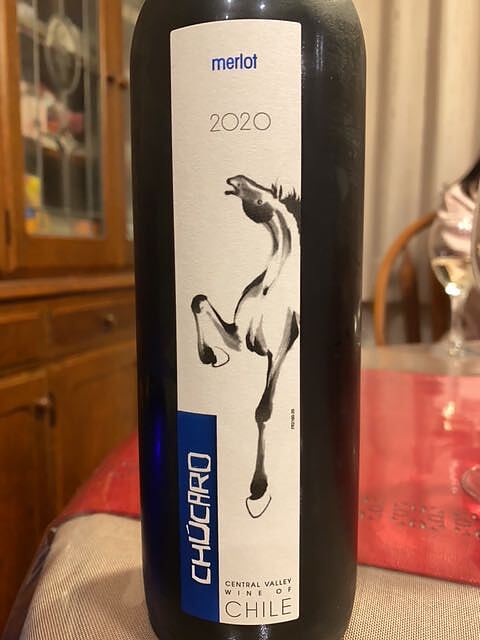 merlot
2020
CHÚCARO
CENTRAL VALLEY
WINE OF
CHILE